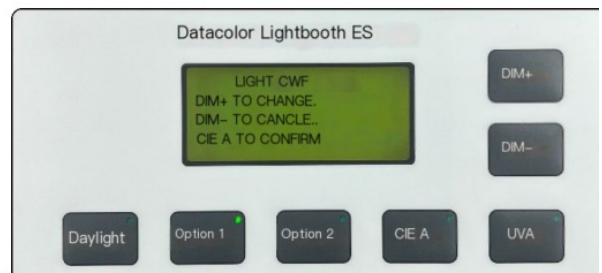 Datacolor Lightbooth ES
LIGHT CWF
DIM+ TO CHANGE.
DIM- TO CANCLE..
CIE A TO CONFIRM
DIM+
DIM-
Daylight
Option 1
Option 2
CIE A
UVA